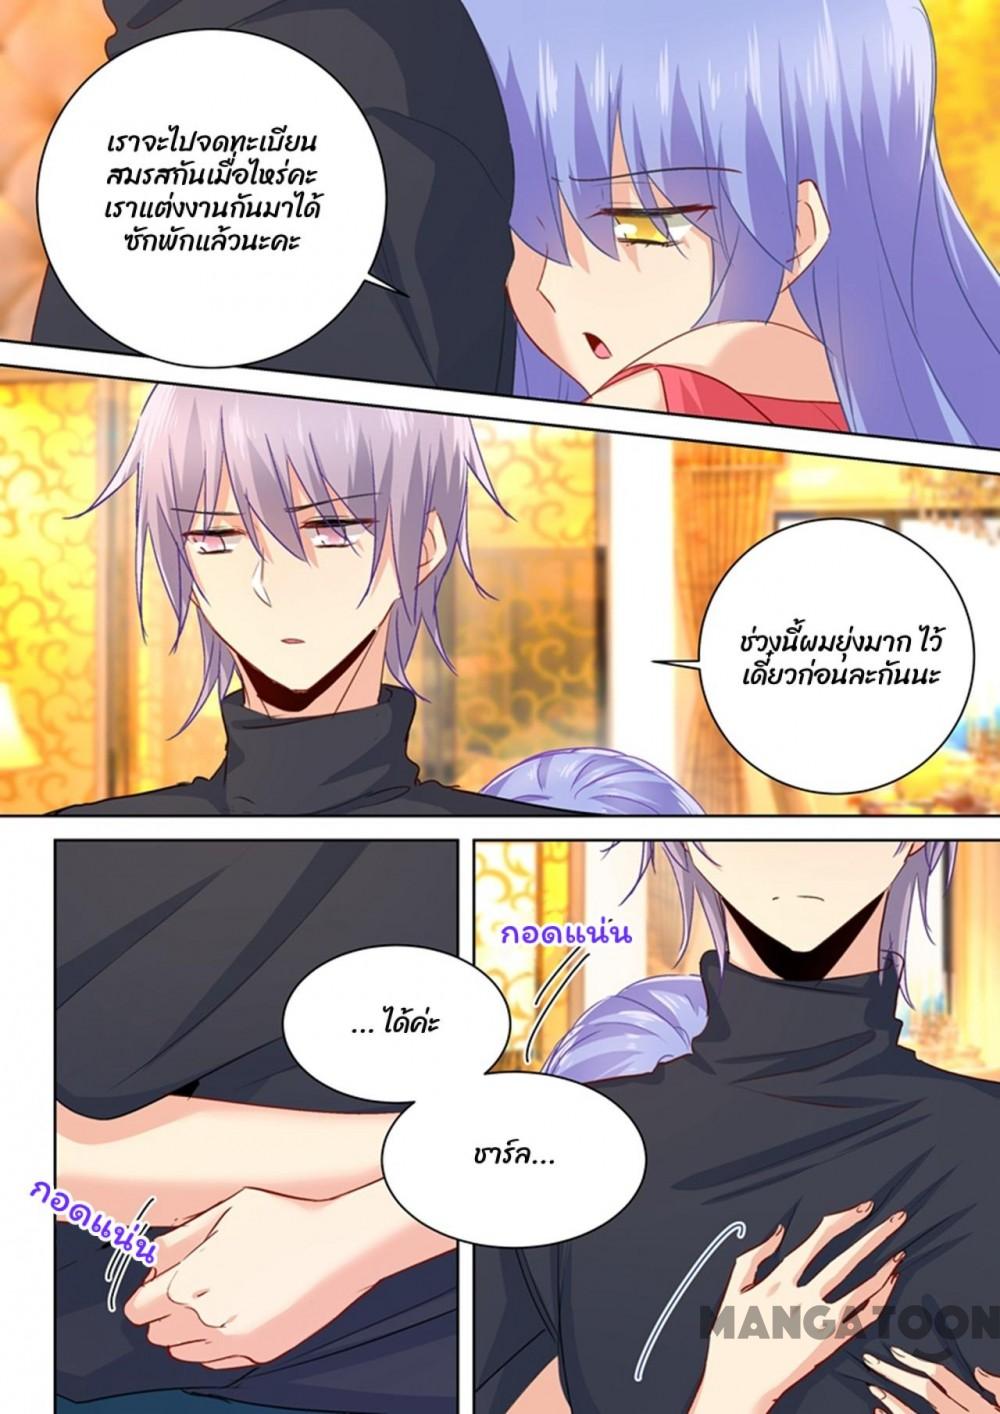 เราจะไปจดทะเบียน
สมรสกันเมื่อไหร่คะ
เราแต่งงานกันมาได้
ซักพักแล้วนะคะ
ช่วงนี้ผมยุ่งมาก ไว้
เดี๋ยวก่อนละกันนะ
กอดแน่น
... ได้ค่ะ
ชาร์ล...
กอดแน่น
MANGATOON